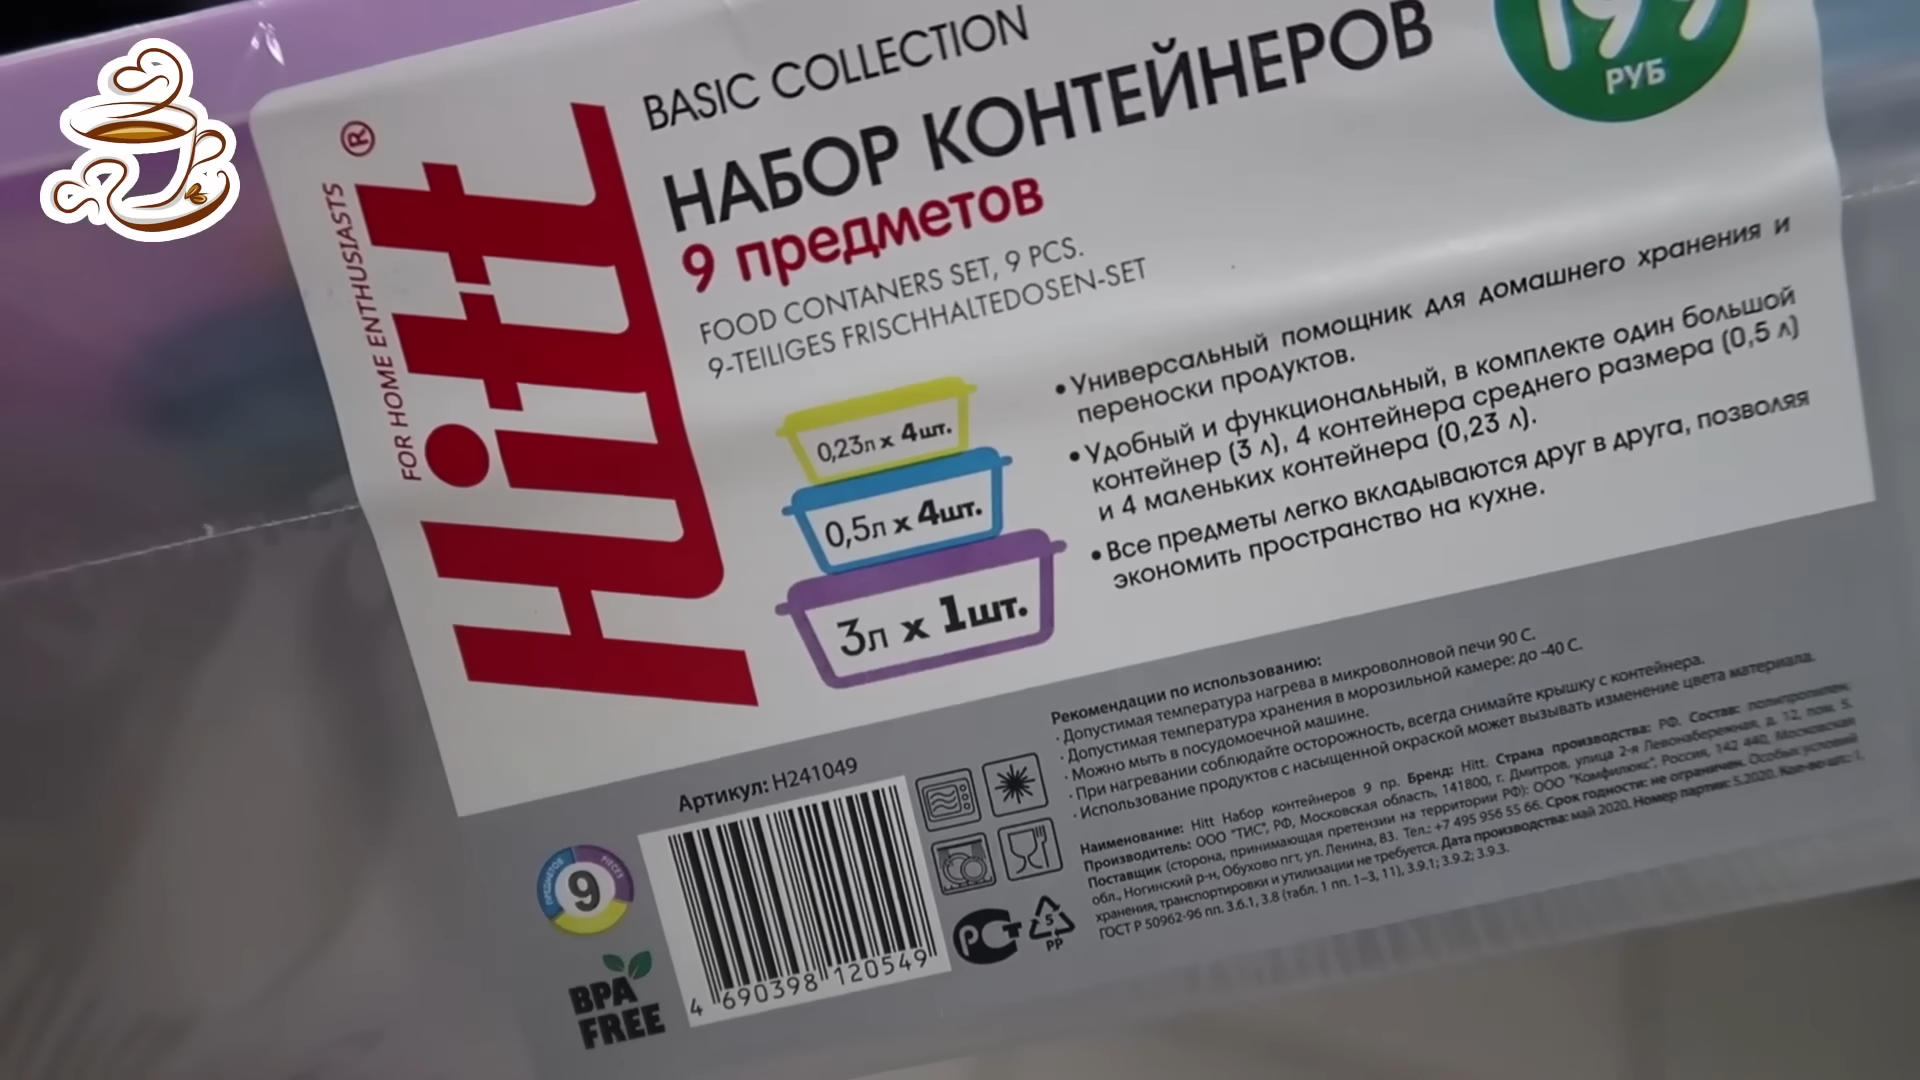 BASIC COLLECTION
НАБОР КОНТЕЙНЕРОВ
9 предметов
FOOD CONTANERS SET, 9 PCS.
9-TEILIGES FRISCHHALTEDOSEN-SET
199
РУБ
Hitt®
FOR HOME ENTHUSIASTS
0,23л x 4шт.
0,5л x 4шт.
3л x 1шт.
• Универсальный помощник для домашнего хранения и
переноски продуктов.
• Удобный и функциональный, в комплекте один большой
контейнер (3 л), 4 контейнера среднего размера (0,5 л)
и 4 маленьких контейнера (0,23 л).
• Все предметы легко вкладываются друг в друга, позволяя
экономить пространство на кухне.
Рекомендации по использованию:
· Допустимая температура нагрева в микроволновой печи 90 С.
· Допустимая температура хранения в морозильной камере: до -40 С.
· Можно мыть в посудомоечной машине.
· При нагревании соблюдайте осторожность, всегда снимайте крышку с контейнера.
· Использование продуктов с насыщенной окраской может вызывать изменение цвета материала.
Наименование: Hitt Набор контейнеров 9 пр. Бренд: Hitt. Страна производства: РФ. Состав: полипропилен.
Производитель: ООО "ТИС", РФ, Московская область, 141800, г. Дмитров, улица 2-я Левонабережная, д. 12, пом. 5.
Поставщик (сторона, принимающая претензии на территории РФ): ООО "Комфилюкс", Россия, 142 440, Московская
обл., Ногинский р-н, Обухово пгт, ул. Ленина, 83. Тел.: +7 495 956 55 66. Срок годности: не ограничен. Особых условий
хранения, транспортировки и утилизации не требуется. Дата производства: май 2020. Номер партии: 5.2020. Кол-во шт.: 1.
ГОСТ Р 50962-96 пп. 3.6.1, 3.8 (табл. 1 пп. 1-3, 11), 3.9.1; 3.9.2; 3.9.3.
Артикул: H241049
ПРЕДМЕТОВ
PIECES
9
BPA
FREE
4 690398 120549
РСТ
5
PP